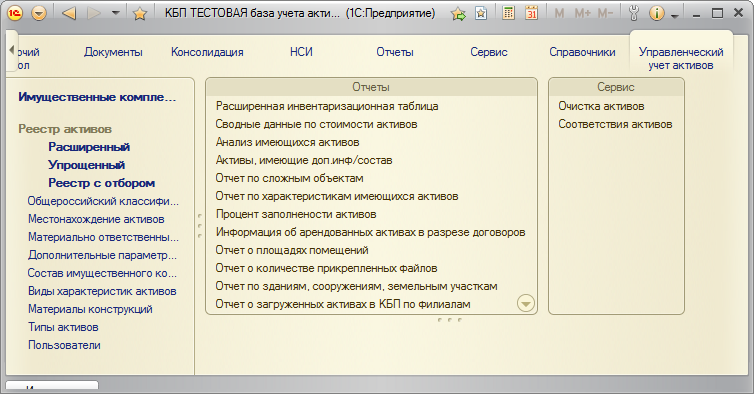 КБП ТЕСТОВАЯ база учета акти... (1С:Предприятие)
M M+ M−
31
очий
ол
Документы
Консолидация
НСИ
Отчеты
Сервис
Справочники
Управленческий
учет активов
Имущественные компле...
Реестр активов
Расширенный
Упрощенный
Реестр с отбором
Общероссийский классифи...
Местонахождение активов
Материально ответственны...
Дополнительные параметр...
Состав имущественного ко...
Виды характеристик активов
Материалы конструкций
Типы активов
Пользователи
Отчеты
Расширенная инвентаризационная таблица
Сводные данные по стоимости активов
Анализ имеющихся активов
Активы, имеющие доп.инф/состав
Отчет по сложным объектам
Отчет по характеристикам имеющихся активов
Процент заполнености активов
Информация об арендованных активах в разрезе договоров
Отчет о площадях помещений
Отчет о количестве прикрепленных файлов
Отчет по зданиям, сооружениям, земельным участкам
Отчет о загруженных активах в КБП по филиалам
Сервис
Очистка активов
Соответствия активов